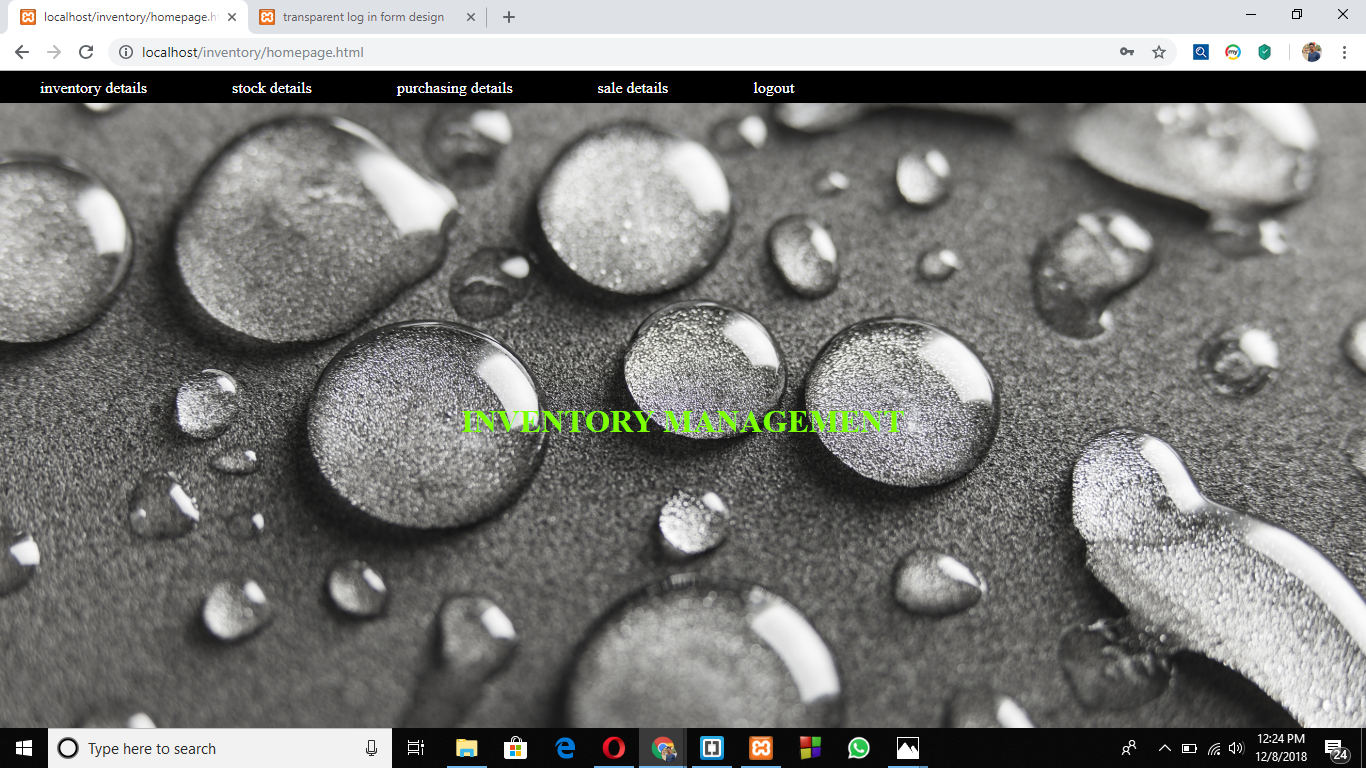 localhost/inventory/homepage.h
transparent log in form design
localhost/inventory/homepage.html
inventory details stock details purchasing details sale details logout
INVENTORY MANAGEMENT
Type here to search
12:24 PM
12/8/2018
24